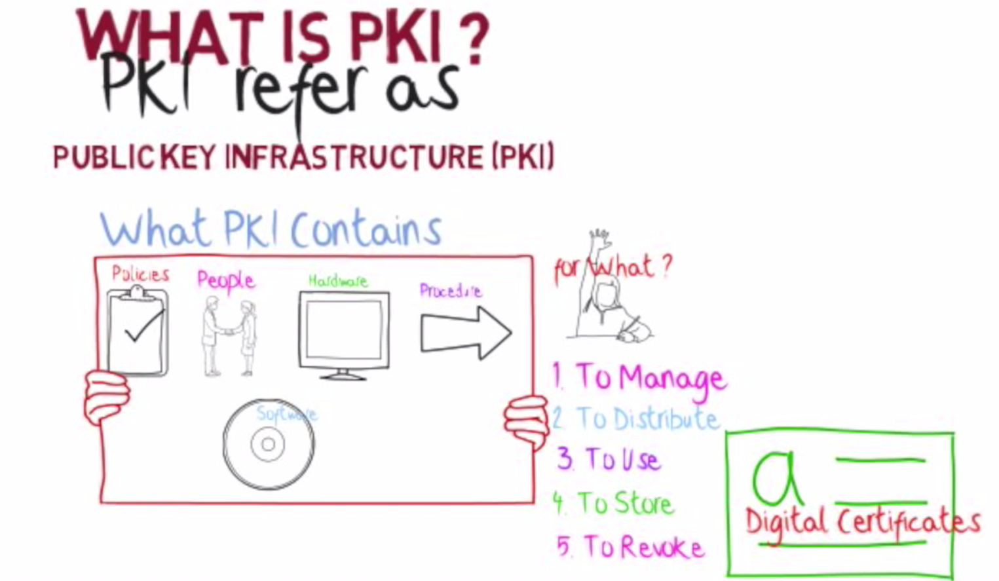 WHAT IS PKI ?
PKI refer as
PUBLIC KEY INFRASTRUCTURE (PKI)
What PKI Contains
Policies
People
Hardware
Procedure
Software
for What ?
1. To Manage
2 To Distribute
3. To Use
4. To Store
5. To Revoke
a
Digital Certificates